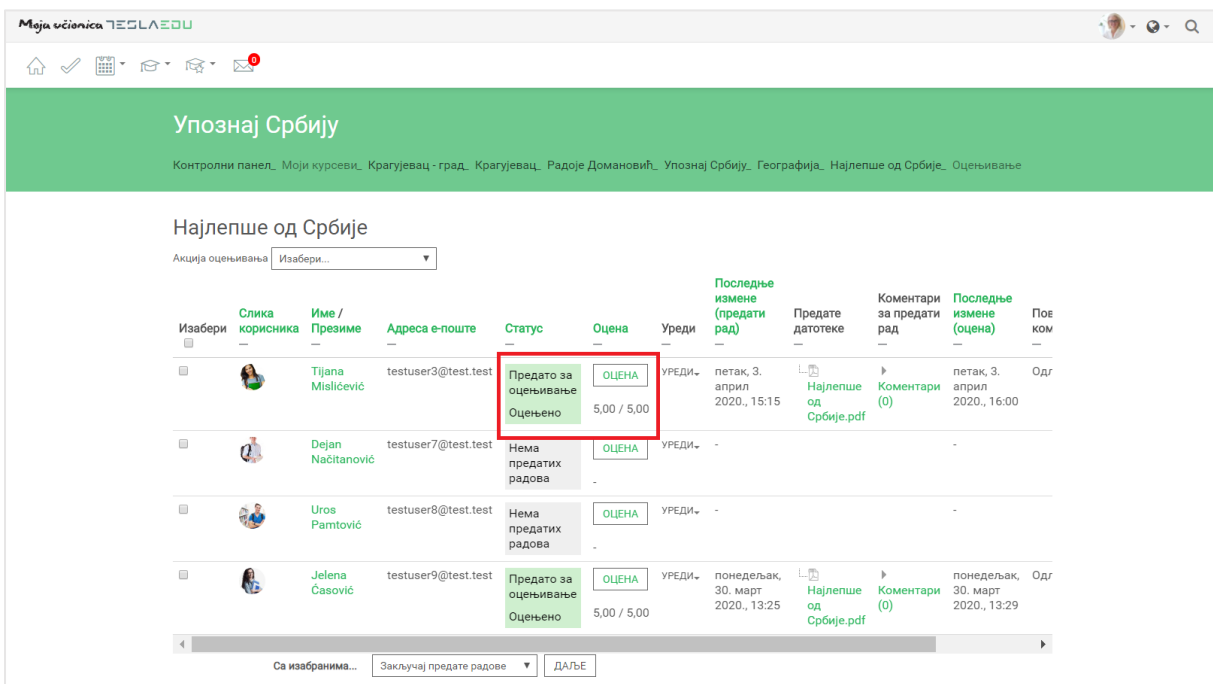 Moja učionica TESLAEDU
0
Упознај Србију
Контролни панел_ Моји курсеви_ Крагујевац - град_ Крагујевац_ Радоје Домановић_ Упознај Србију_ Географија_ Најлепше од Србије_ Оцењивање
Најлепше од Србије
Акција оцењивања Изабери...
Изабери
Слика
корисника
—
Име /
Презиме
—
Адреса е-поште
—
Статус
—
Оцена
—
Уреди
—
Последње
измене
(предати
рад)
—
Предате
датотеке
—
Коментари
за предати
рад
—
Последње
измене
(оцена)
—
Пов
ком
—
Tijana
Mislićević
testuser3@test.test
Предато за
оцењивање
Оцењено
ОЦЕНА
5,00 / 5,00
УРЕДИ
петак, 3.
април
2020., 15:15
Најлепше
од
Србије.pdf
Коментари
(0)
петак, 3.
април
2020., 16:00
Одг
Dejan
Načitanović
testuser7@test.test
Нема
предатих
радова
ОЦЕНА
-
УРЕДИ
-
-
Uros
Pamtović
testuser8@test.test
Нема
предатих
радова
ОЦЕНА
-
УРЕДИ
-
-
Jelena
Ćasović
testuser9@test.test
Предато за
оцењивање
Оцењено
ОЦЕНА
5,00 / 5,00
УРЕДИ
понедељак,
30. март
2020., 13:25
Најлепше
од
Србије.pdf
Коментари
(0)
понедељак,
30. март
2020., 13:29
Одг
Са изабранима... Закључај предате радове ДАЉЕ